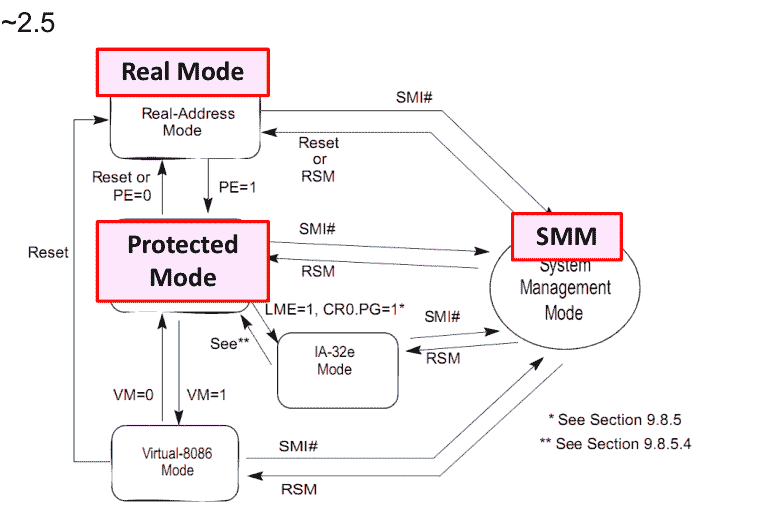 ~2.5
Real Mode
Real-Address
Mode
SMI#
Reset
or
RSM
Reset or
PE=0
PE=1
Reset
Protected
Mode
SMI#
RSM
SMM
System
Management
Mode
LME=1, CR0.PG=1*
See**
IA-32e
Mode
SMI#
RSM
VM=0
VM=1
* See Section 9.8.5
** See Section 9.8.5.4
Virtual-8086
Mode
SMI#
RSM